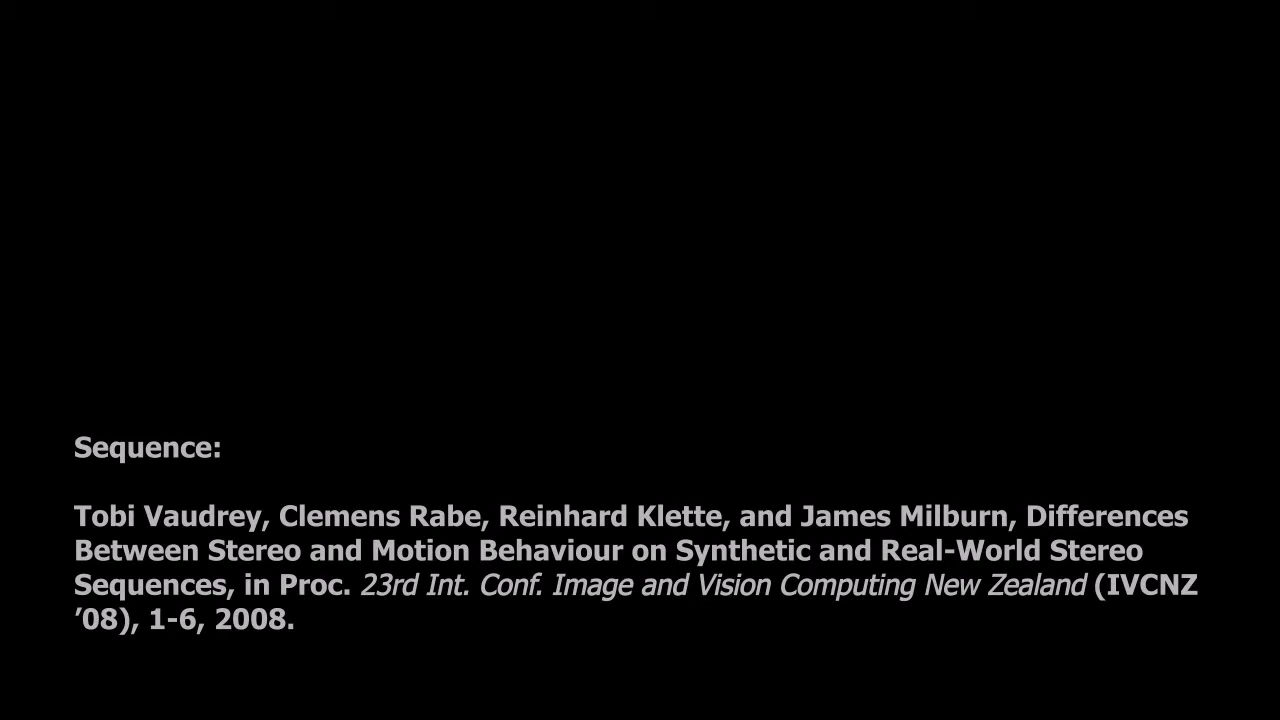 Sequence:
Tobi Vaudrey, Clemens Rabe, Reinhard Klette, and James Milburn, Differences
Between Stereo and Motion Behaviour on Synthetic and Real-World Stereo
Sequences, in Proc. 23rd Int. Conf. Image and Vision Computing New Zealand (IVCNZ
’08), 1-6, 2008.